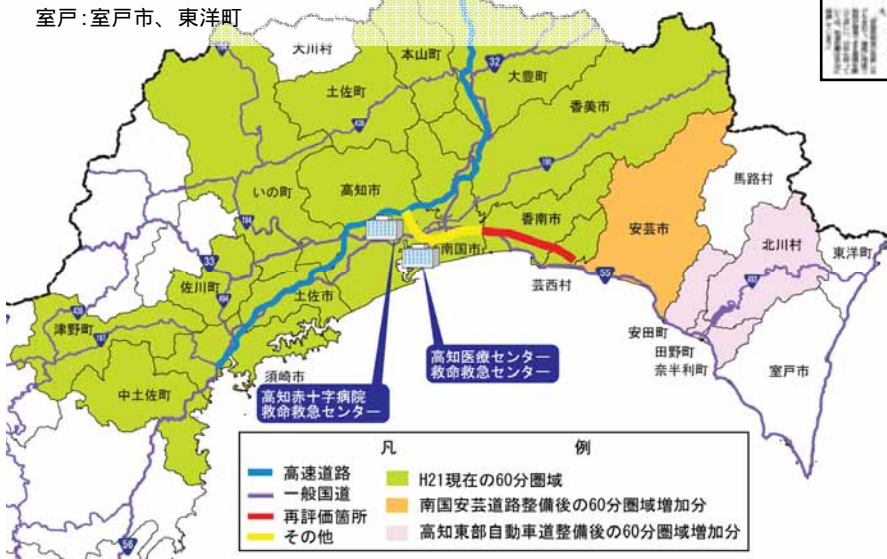 室戸:室戸市、東洋町
大川村
本山町
32
大豊町
土佐町
439
香美市
195
馬路村
いの町
高知市
194
香南市
安芸市
北川村
東洋町
33
南国市
493
佐川町
494
土佐市
芸西村
55
439
津野町
197
安田町
田野町
奈半利町
須崎市
高知医療センター
救命救急センター
室戸市
中土佐町
高知赤十字病院
救命救急センター
凡 例
高速道路
H21現在の60分圏域
一般国道
南国安芸道路整備後の60分圏域増加分
再評価箇所
その他
高知東部自動車道整備後の60分圏域増加分
56